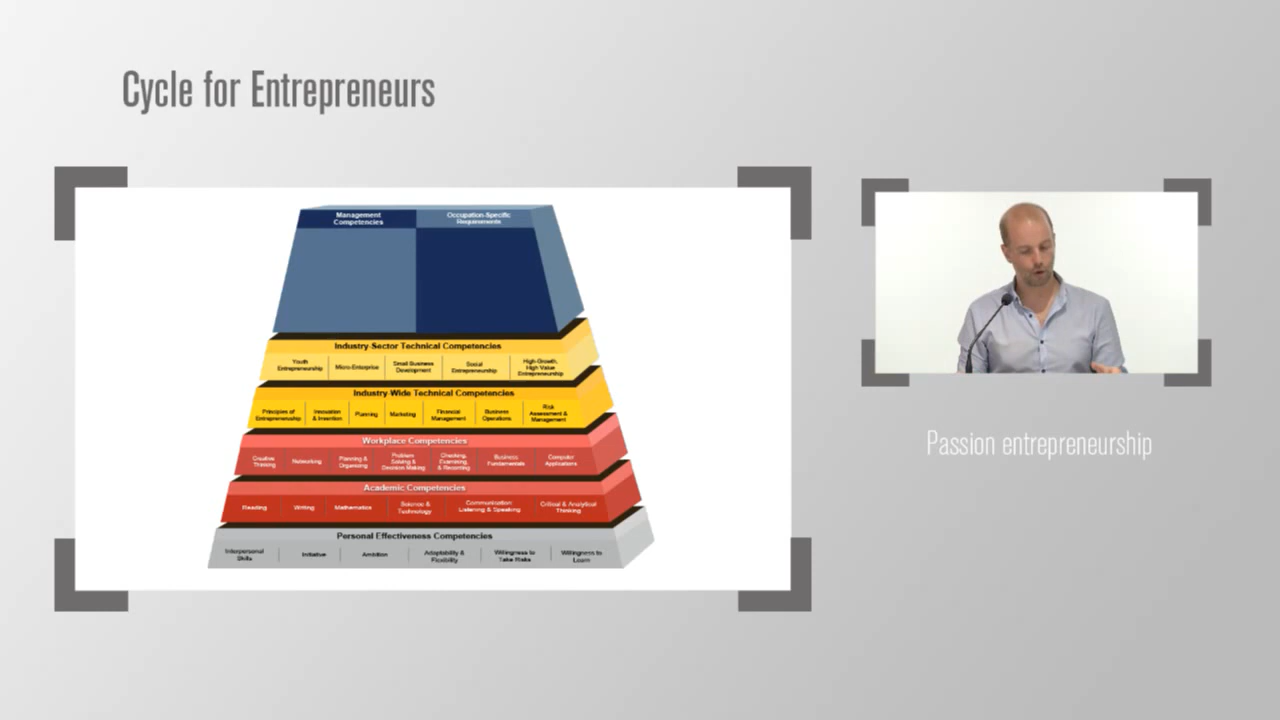 Cycle for Entrepreneurs
Management
Competencies
Occupation-Specific
Requirements
Industry-Sector Technical Competencies
Youth
Entrepreneurship
Micro-Enterprise
Small Business
Development
Social
Entrepreneurship
High-Growth,
High Value
Entrepreneurship
Industry-Wide Technical Competencies
Principles of
Entrepreneurship
Innovation
& Invention
Planning
Marketing
Financial
Management
Business
Operations
Risk
Assessment &
Management
Workplace Competencies
Creative
Thinking
Networking
Planning &
Organizing
Problem
Solving &
Decision Making
Checking,
Examining,
& Recording
Business
Fundamentals
Computer
Applications
Academic Competencies
Reading
Writing
Mathematics
Science &
Technology
Communication
Listening & Speaking
Critical & Analytical
Thinking
Personal Effectiveness Competencies
Interpersonal
Skills
Initiative
Ambition
Adaptability &
Flexibility
Willingness to
Take Risks
Willingness to
Learn
Passion entrepreneurship